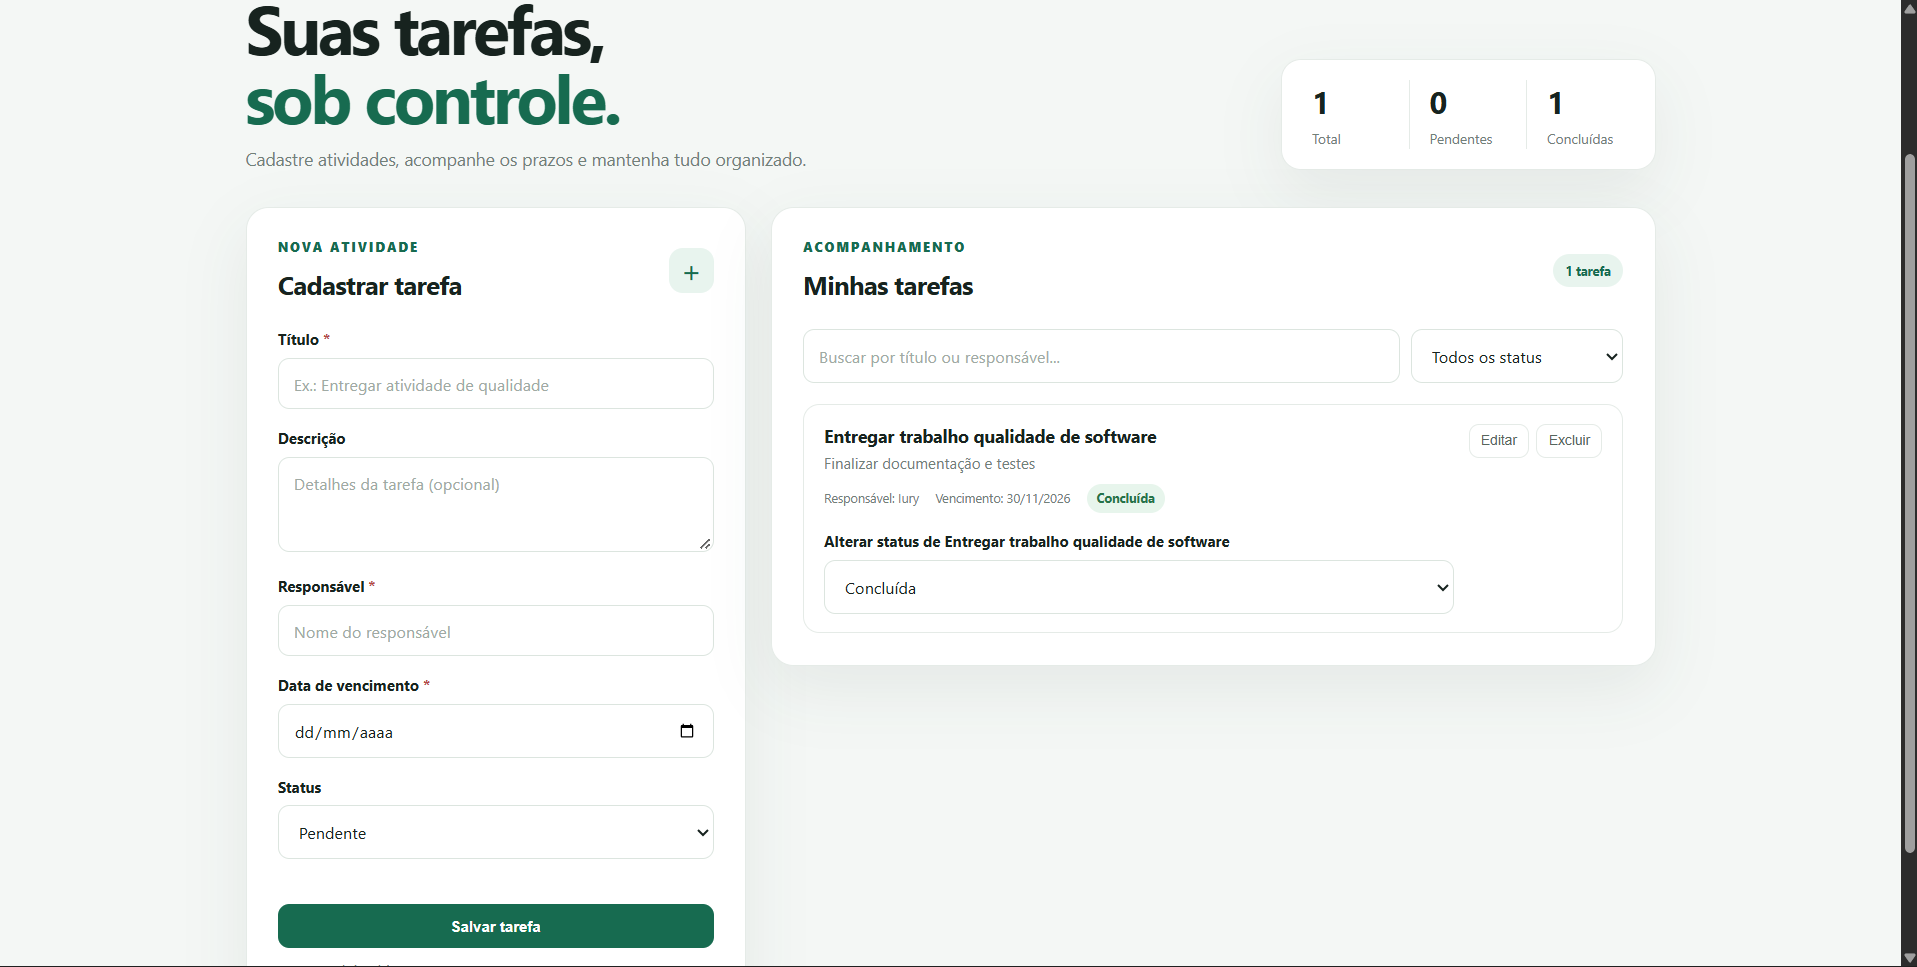 Suas tarefas,
sob controle.
Cadastre atividades, acompanhe os prazos e mantenha tudo organizado.
1
Total
0
Pendentes
1
Concluídas
NOVA ATIVIDADE
Cadastrar tarefa
+
Título *
Ex.: Entregar atividade de qualidade
Descrição
Detalhes da tarefa (opcional)
Responsável *
Nome do responsável
Data de vencimento *
dd/mm/aaaa
Status
Pendente
Salvar tarefa
ACOMPANHAMENTO
Minhas tarefas
1 tarefa
Buscar por título ou responsável...
Todos os status
Entregar trabalho qualidade de software
Editar
Excluir
Finalizar documentação e testes
Responsável: Iury
Vencimento: 30/11/2026
Concluída
Alterar status de Entregar trabalho qualidade de software
Concluída